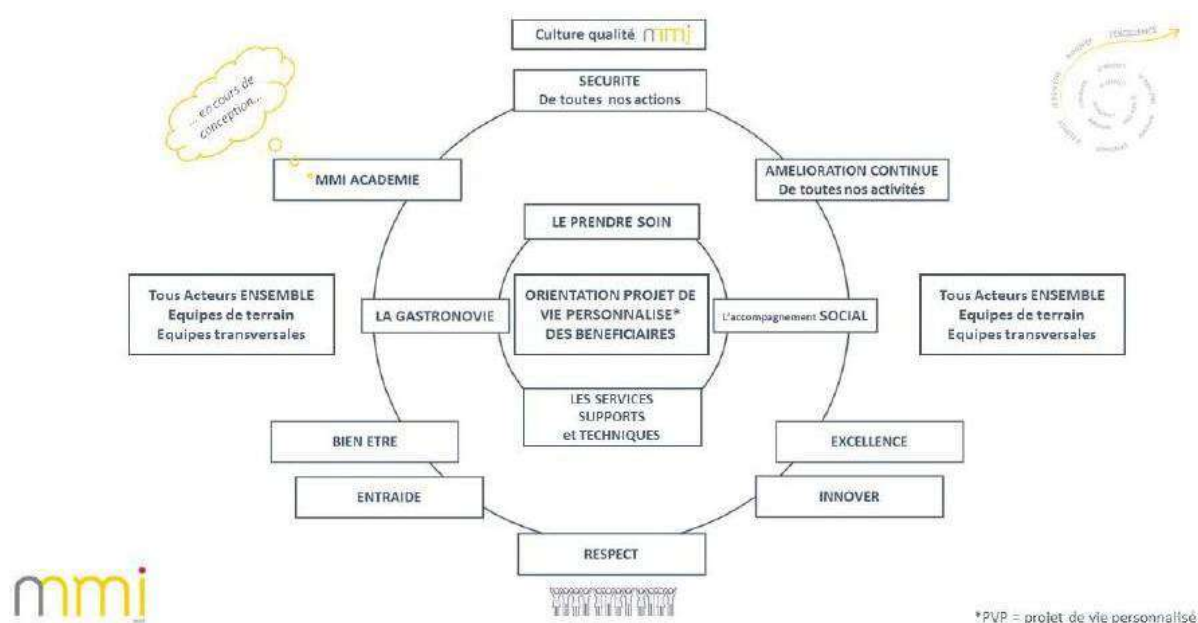 Culture qualité mmi
SECURITE
De toutes nos actions
... en cours de
conception...
L'EXCELLENCE
INNOVER
MMI ACADEMIE
AMELIORATION CONTINUE
De toutes nos activités
LE PRENDRE SOIN
Tous Acteurs ENSEMBLE
Equipes de terrain
Equipes transversales
LA GASTRONOVIE
ORIENTATION PROJET DE
VIE PERSONNALISE*
DES BENEFICIAIRES
L'accompagnement SOCIAL
Tous Acteurs ENSEMBLE
Equipes de terrain
Equipes transversales
LES SERVICES
SUPPORTS
et TECHNIQUES
BIEN ETRE
EXCELLENCE
ENTRAIDE
INNOVER
RESPECT
mmi
*PVP = projet de vie personnalisé